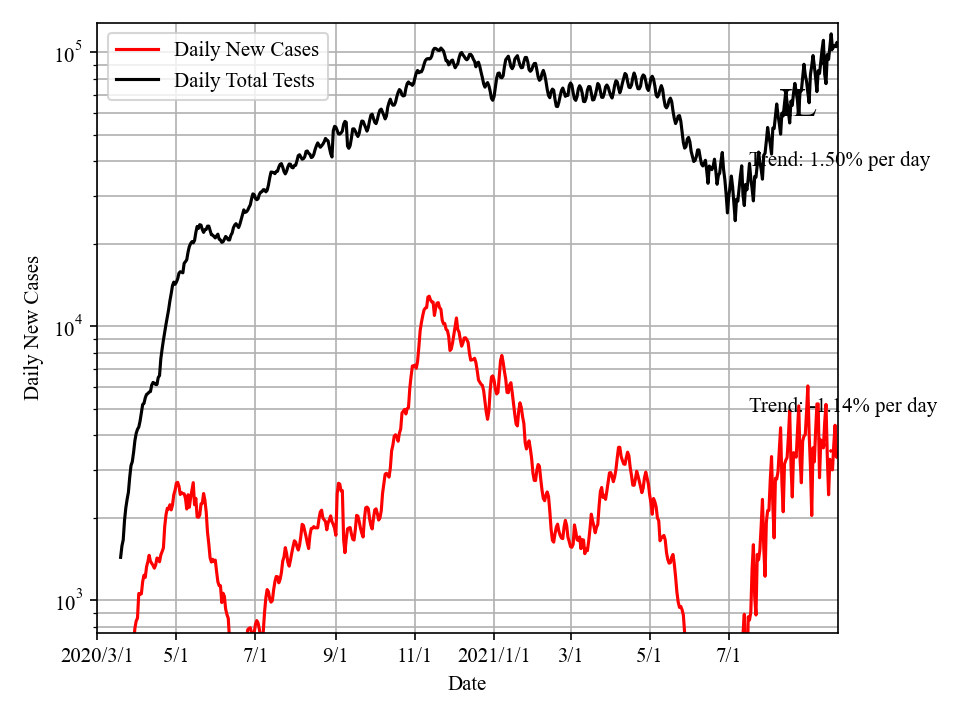 Daily New Cases
Daily Total Tests
IL
Trend: 1.50% per day
Trend: -1.14% per day
10^5
10^4
10^3
Daily New Cases
2020/3/1 5/1 7/1 9/1 11/1 2021/1/1 3/1 5/1 7/1
Date